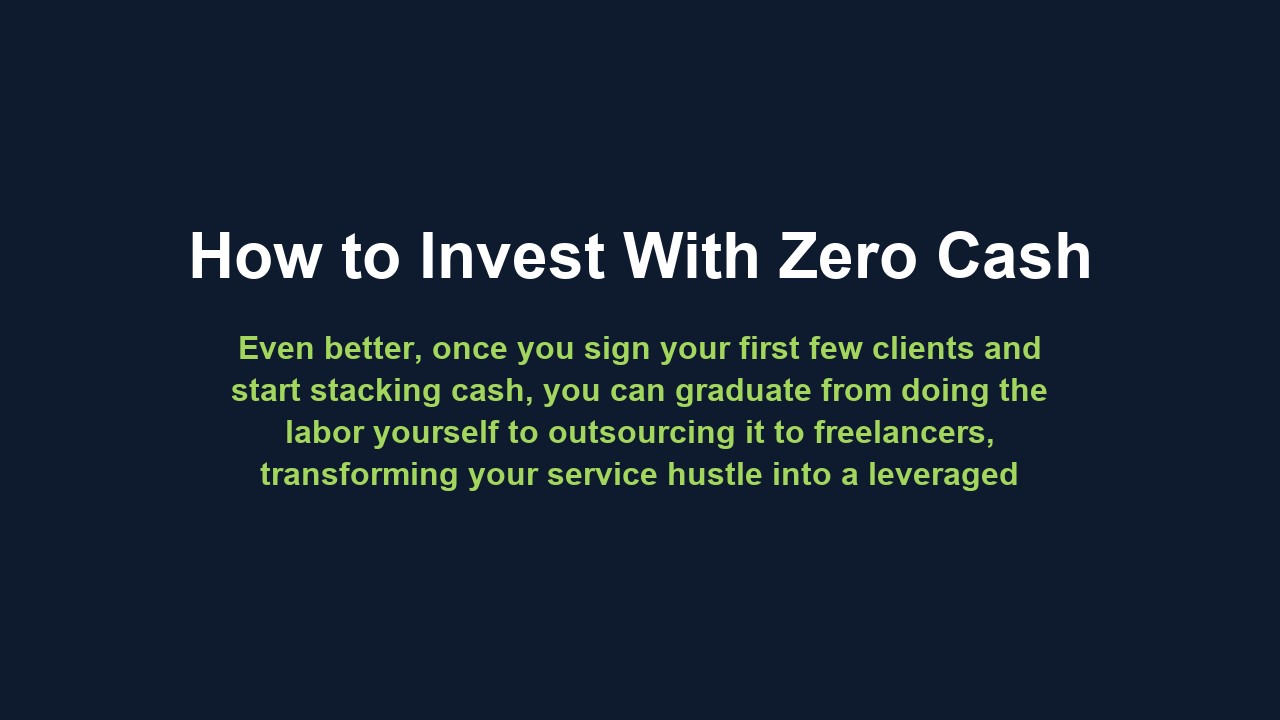 How to Invest With Zero Cash
Even better, once you sign your first few clients and
start stacking cash, you can graduate from doing the
labor yourself to outsourcing it to freelancers,
transforming your service hustle into a leveraged